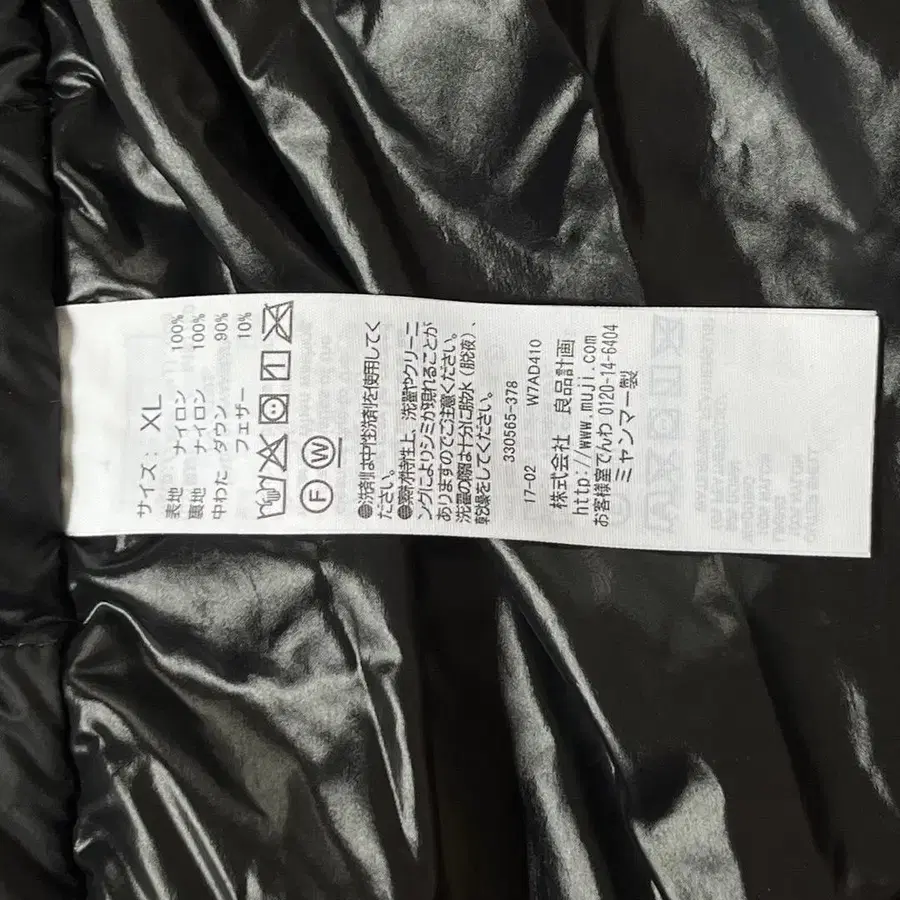 サイズ: XL
表地 ナイロン 100%
裏地 ナイロン 100%
中わた ダウン 90%
フェザー 10%
F W
●洗剤は中性洗剤を使用してく
ださい。
●撥水特性上、洗濯やクリーニ
ングによりシミが現れることが
ありますのでご注意ください。
洗濯の際は十分に脱水(脱液)、
乾燥をしてください。
330565-378
17-02 W7AD410
株式会社 良品計画
http://www.muji.com
お客様室でんわ 0120-14-6404
ミャンマー製